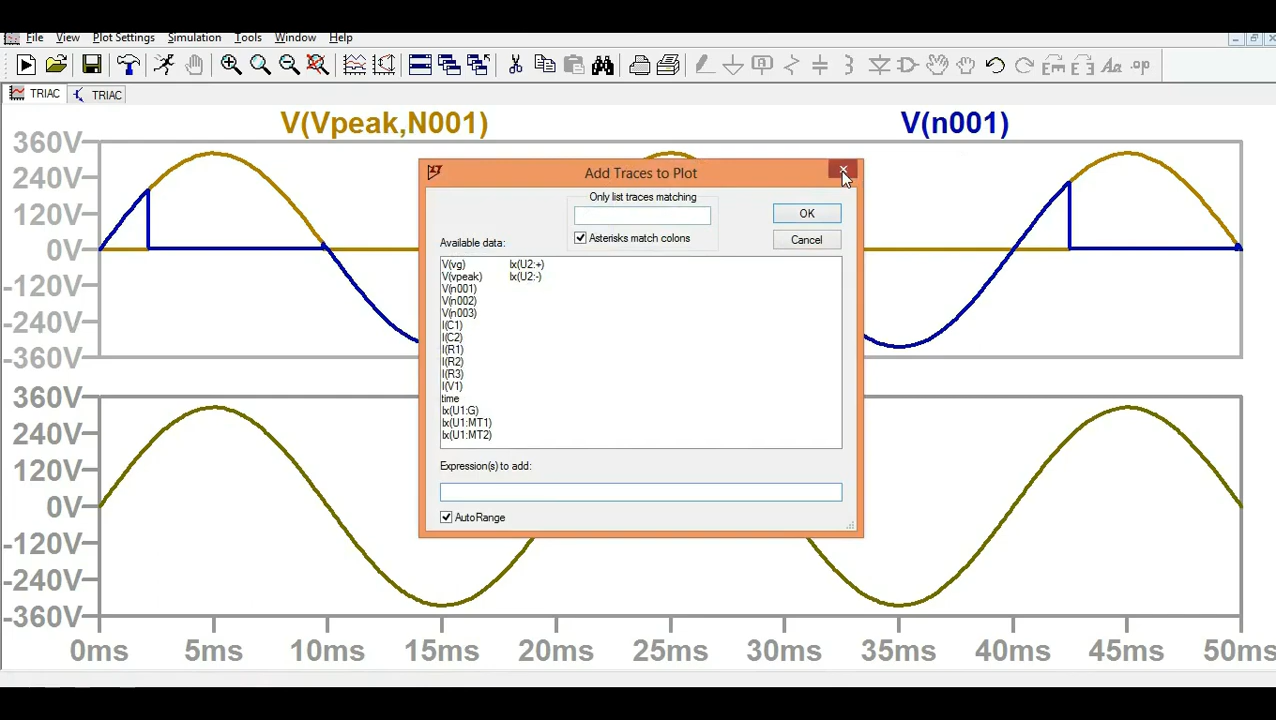 File View Plot Settings Simulation Tools Window Help
.op
TRIAC TRIAC
V(Vpeak,N001) V(n001)
360V
240V
120V
0V
-120V
-240V
-360V
Add Traces to Plot
Only list traces matching
OK
Asterisks match colons
Cancel
Available data:
V(vg) Ix(U2:+)
V(vpeak) Ix(U2:-)
V(n001)
V(n002)
V(n003)
I(C1)
I(C2)
I(R1)
I(R2)
I(R3)
I(V1)
time
Ix(U1:G)
Ix(U1:MT1)
Ix(U1:MT2)
Expression(s) to add:
AutoRange
360V
240V
120V
0V
-120V
-240V
-360V
0ms 5ms 10ms 15ms 20ms 25ms 30ms 35ms 40ms 45ms 50ms